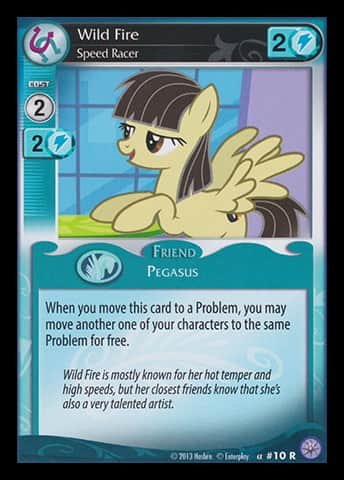 Wild Fire
Speed Racer
2
COST
2
2
FRIEND
PEGASUS
When you move this card to a Problem, you may
move another one of your characters to the same
Problem for free.
Wild Fire is mostly known for her hot temper and
high speeds, but her closest friends know that she's
also a very talented artist.
© 2013 Hasbro. © Enterplay α #10 R